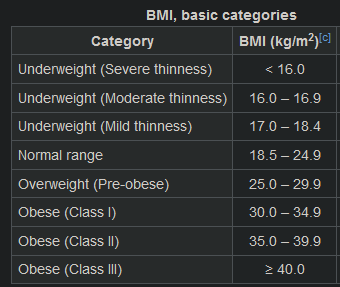 BMI, basic categories
Category BMI (kg/m²)[c]
Underweight (Severe thinness) < 16.0
Underweight (Moderate thinness) 16.0 – 16.9
Underweight (Mild thinness) 17.0 – 18.4
Normal range 18.5 – 24.9
Overweight (Pre-obese) 25.0 – 29.9
Obese (Class I) 30.0 – 34.9
Obese (Class II) 35.0 – 39.9
Obese (Class III) ≥ 40.0